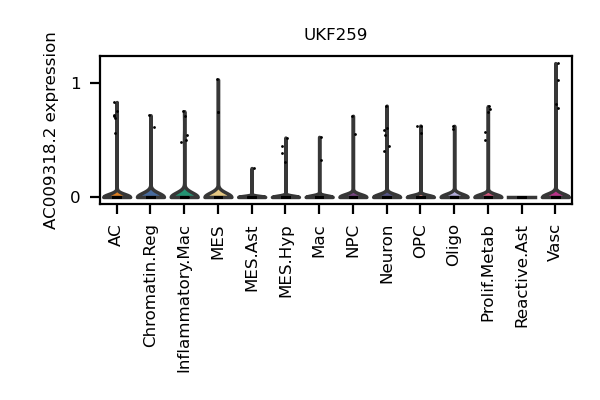 UKF259
AC009318.2 expression
1
0
AC
Chromatin.Reg
Inflammatory.Mac
MES
MES.Ast
MES.Hyp
Mac
NPC
Neuron
OPC
Oligo
Prolif.Metab
Reactive.Ast
Vasc